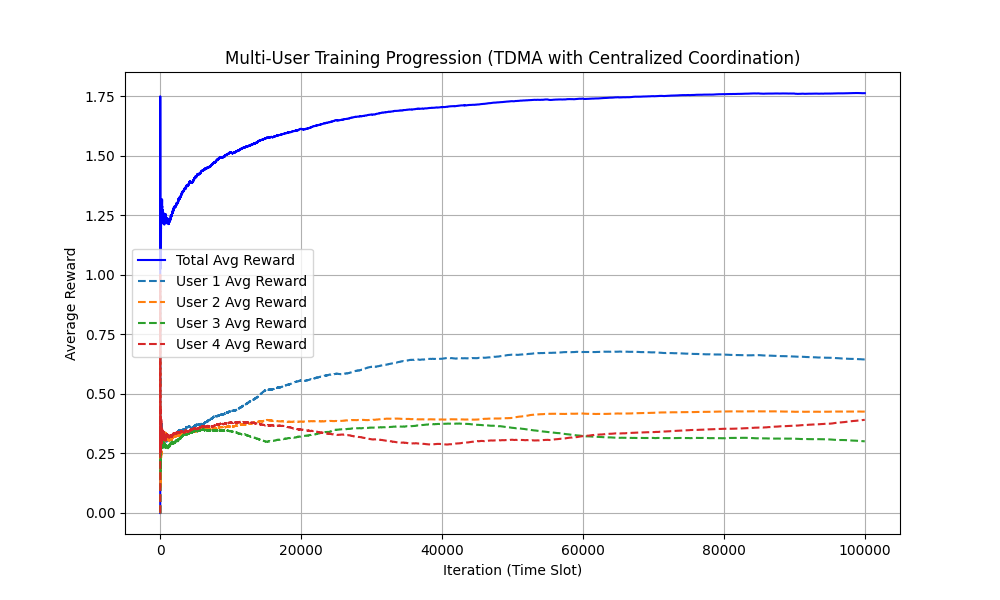 Multi-User Training Progression (TDMA with Centralized Coordination)
Average Reward
1.75
1.50
1.25
1.00
0.75
0.50
0.25
0.00
Total Avg Reward
User 1 Avg Reward
User 2 Avg Reward
User 3 Avg Reward
User 4 Avg Reward
0 20000 40000 60000 80000 100000
Iteration (Time Slot)